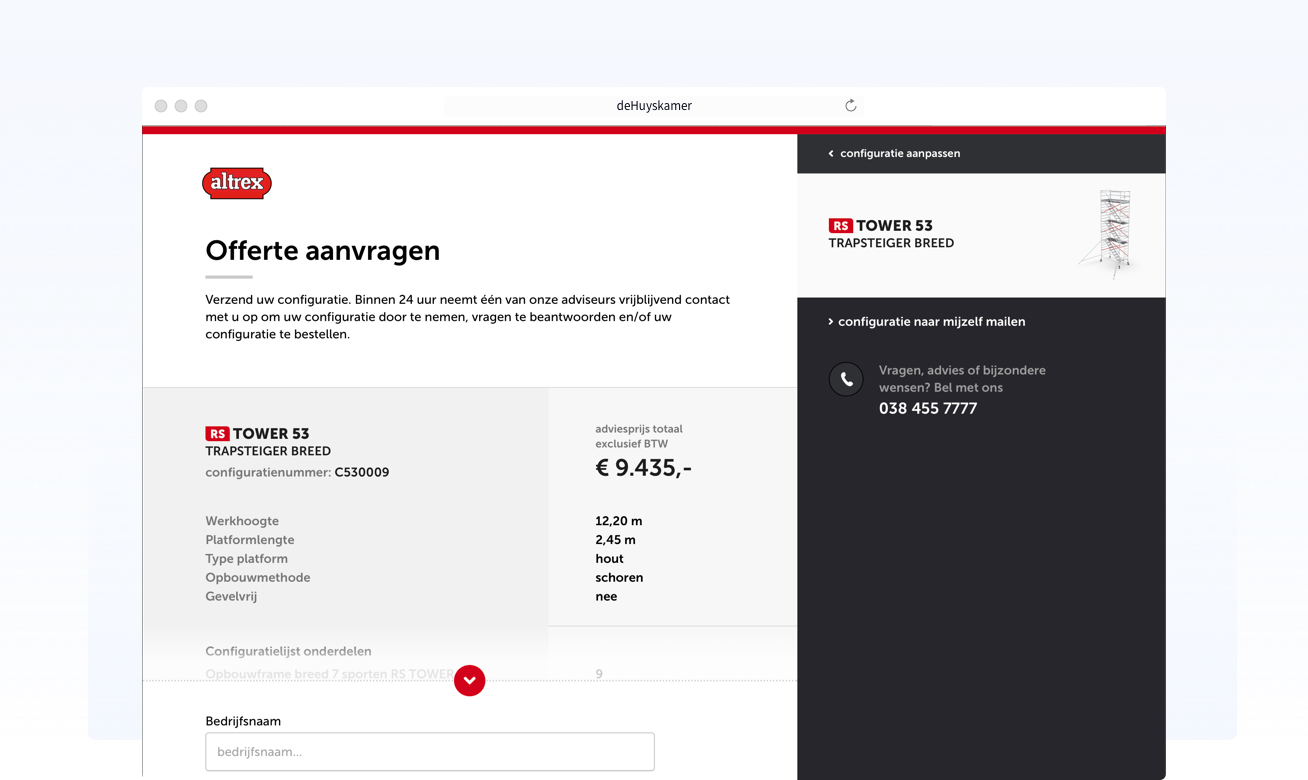 deHuyskamer
altrex
Offerte aanvragen
Verzend uw configuratie. Binnen 24 uur neemt één van onze adviseurs vrijblijvend contact
met u op om uw configuratie door te nemen, vragen te beantwoorden en/of uw
configuratie te bestellen.
RS TOWER 53
TRAPSTEIGER BREED
configuratienummer: C530009
adviesprijs totaal
exclusief BTW
€ 9.435,-
Werkhoogte 12,20 m
Platformlengte 2,45 m
Type platform hout
Opbouwmethode schoren
Gevelvrij nee
Configuratielijst onderdelen
Opbouwframe breed 7 sporten RS TOWER 9
Bedrijfsnaam
bedrijfsnaam...
configuratie aanpassen
RS TOWER 53
TRAPSTEIGER BREED
configuratie naar mijzelf mailen
Vragen, advies of bijzondere
wensen? Bel met ons
038 455 7777